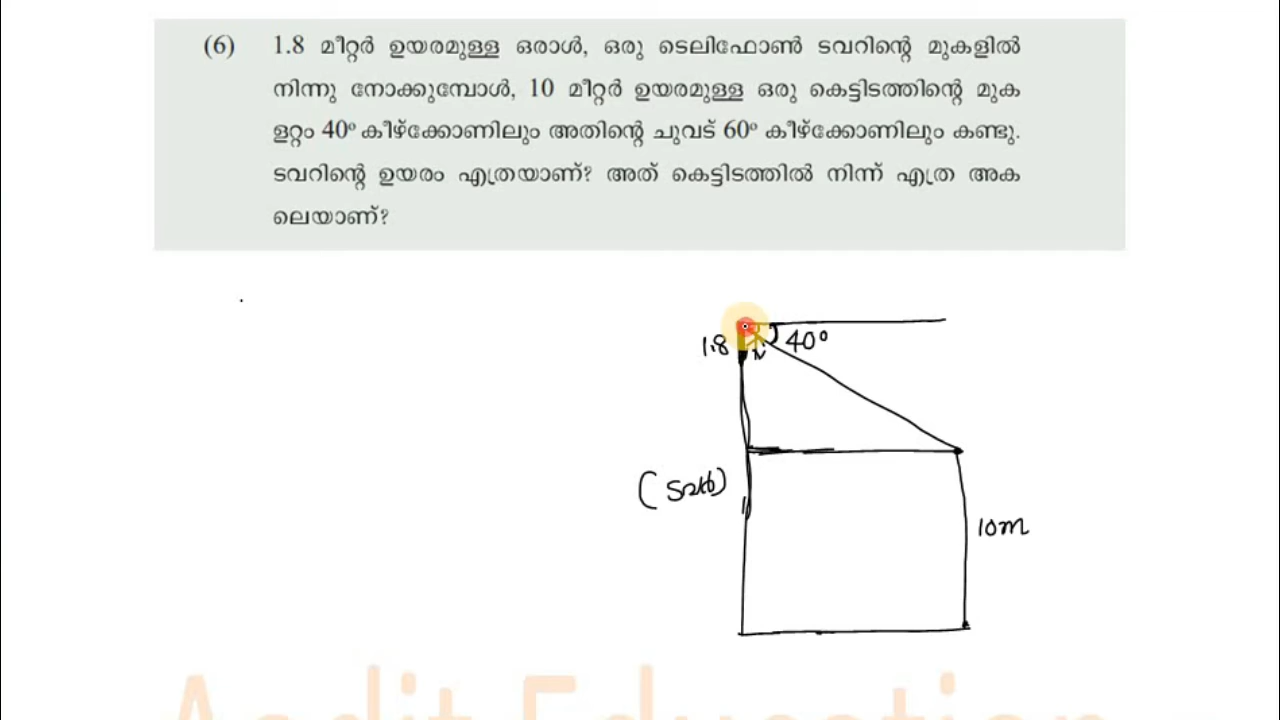 (6) 1.8 മീറ്റർ ഉയരമുള്ള ഒരാൾ, ഒരു ടെലിഫോൺ ടവറിന്റെ മുകളിൽ
നിന്നു നോക്കുമ്പോൾ, 10 മീറ്റർ ഉയരമുള്ള ഒരു കെട്ടിടത്തിന്റെ മുക
ളറ്റം 40° കീഴ്ക്കോണിലും അതിന്റെ ചുവട് 60° കീഴ്ക്കോണിലും കണ്ടു.
ടവറിന്റെ ഉയരം എത്രയാണ്? അത് കെട്ടിടത്തിൽ നിന്ന് എത്ര അക
ലെയാണ്?
1.8
40°
10m